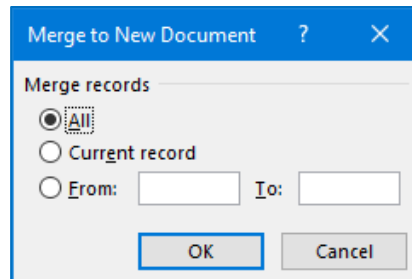 Merge to New Document ?
Merge records
All
Current record
From: To:
OK Cancel